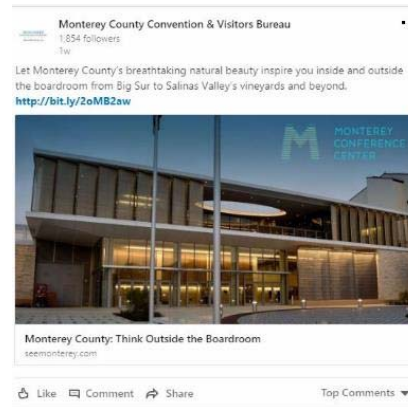 Monterey County Convention & Visitors Bureau
1,854 followers
1w
Let Monterey County's breathtaking natural beauty inspire you inside and outside
the boardroom from Big Sur to Salinas Valley's vineyards and beyond.
http://bit.ly/2oMB2aw
M MONTEREY
CONFERENCE
CENTER
Monterey County: Think Outside the Boardroom
seemonterey.com
Like Comment Share Top Comments